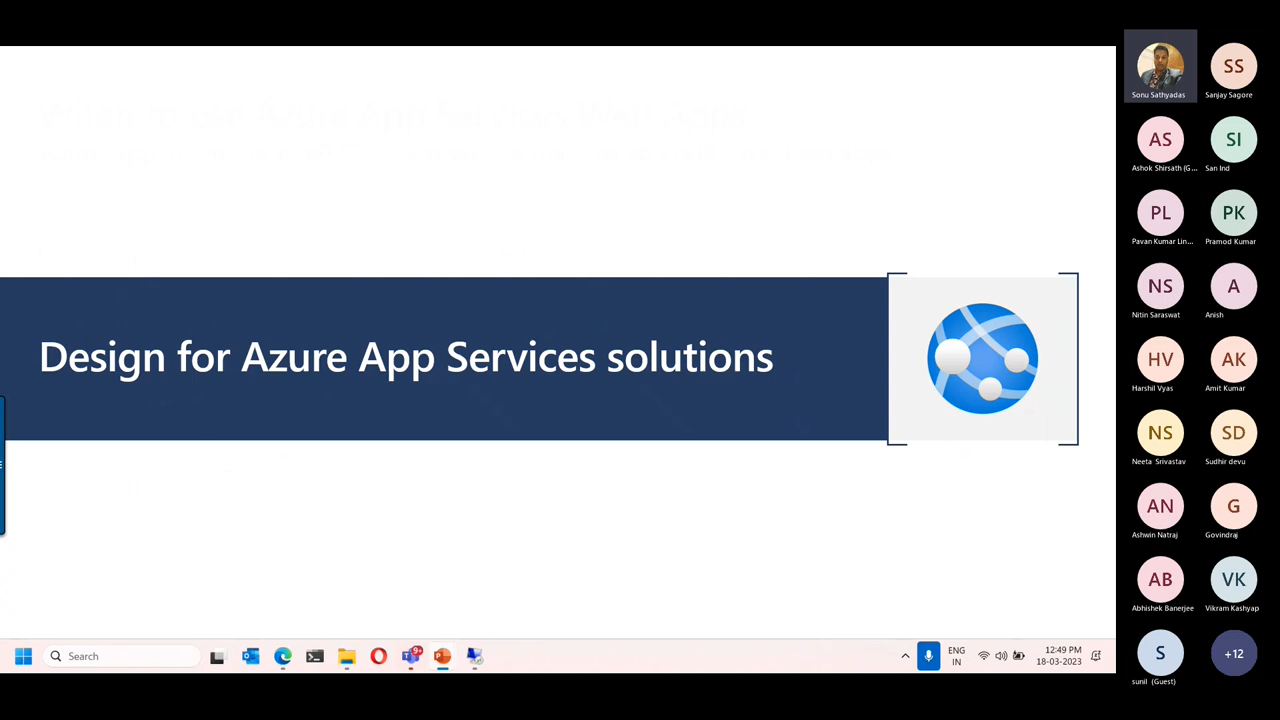 Design for Azure App Services solutions
Search
9+
ENG
IN
12:49 PM
18-03-2023
Sonu Sathyadas
SS
Sanjay Sagore
AS
Ashok Shirsath (G...
SI
San Ind
PL
Pavan Kumar Lin...
PK
Pramod Kumar
NS
Nitin Saraswat
A
Anish
HV
Harshil Vyas
AK
Amit Kumar
NS
Neeta Srivastav
SD
Sudhir devu
AN
Ashwin Natraj
G
Govindraj
AB
Abhishek Banerjee
VK
Vikram Kashyap
S
sunil (Guest)
+12